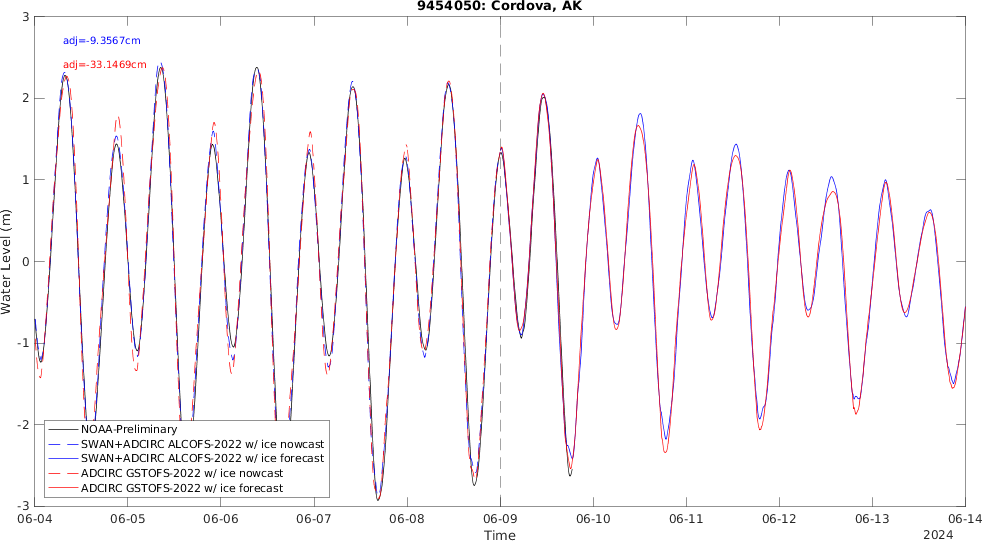 9454050: Cordova, AK
adj=-9.3567cm
adj=-33.1469cm
3
2
1
0
-1
-2
-3
Water Level (m)
NOAA-Preliminary
SWAN+ADCIRC ALCOFS-2022 w/ ice nowcast
SWAN+ADCIRC ALCOFS-2022 w/ ice forecast
ADCIRC GSTOFS-2022 w/ ice nowcast
ADCIRC GSTOFS-2022 w/ ice forecast
06-04 06-05 06-06 06-07 06-08 06-09 06-10 06-11 06-12 06-13 06-14
Time
2024